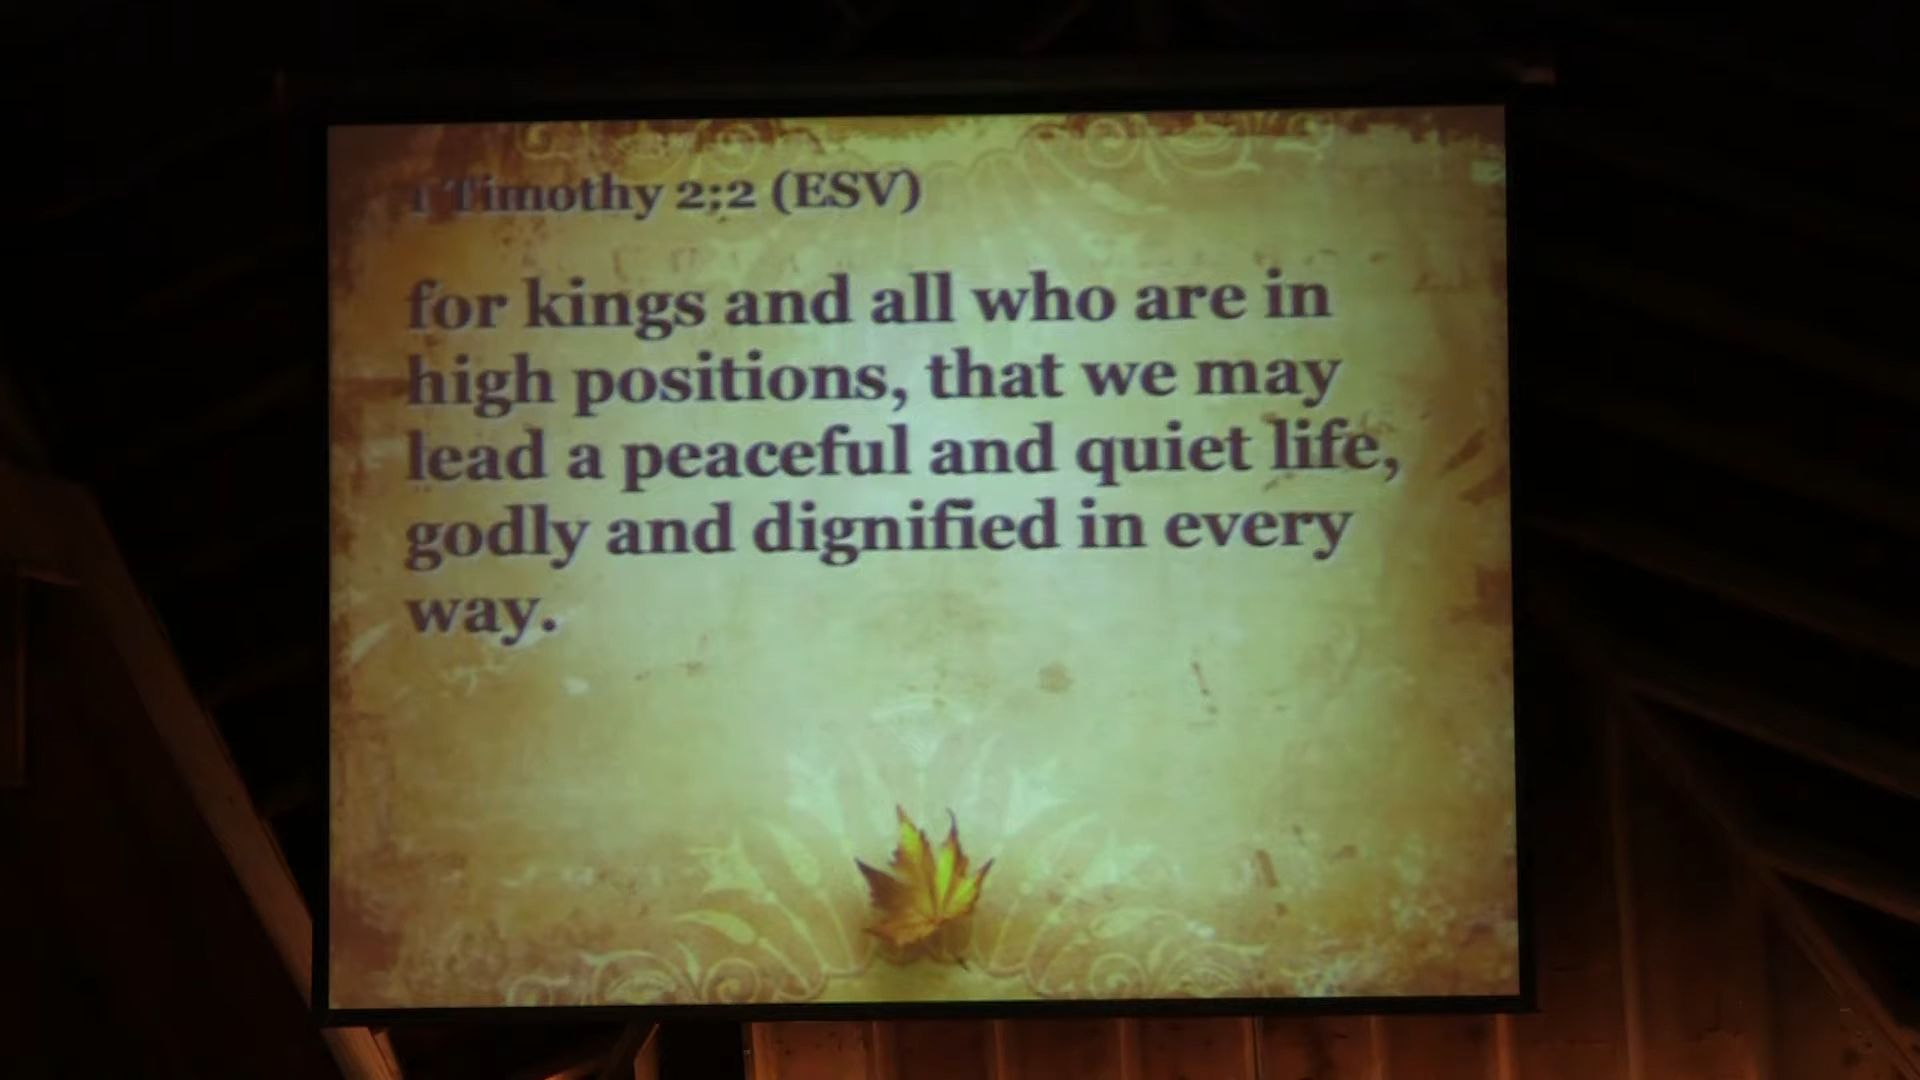 1 Timothy 2:2 (ESV)
for kings and all who are in
high positions, that we may
lead a peaceful and quiet life,
godly and dignified in every
way.